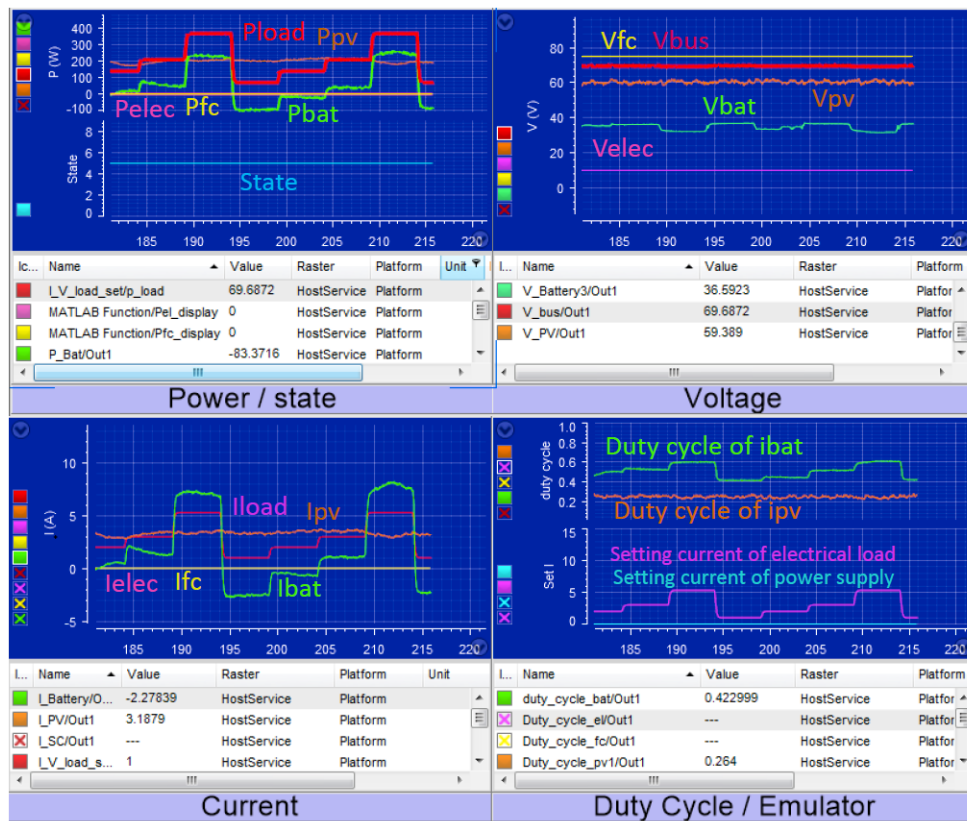 Pload
Ppv
Pelec
Pfc
Pbat
P (W)
400
300
200
100
0
-100
State
8
6
4
2
0
State
185 190 195 200 205 210 215 220
Ic... Name Value Raster Platform Unit
I_V_load_set/p_load 69.6872 HostService Platform
MATLAB Function/Pel_display 0 HostService Platform
MATLAB Function/Pfc_display 0 HostService Platform
P_Bat/Out1 -83.3716 HostService Platform
Power / state
Vfc Vbus
Vpv
Vbat
Velec
V (V)
80
60
40
20
0
185 190 195 200 205 210 215 220
I... Name Value Raster Platform
V_Battery3/Out1 36.5923 HostService Platfor
V_bus/Out1 69.6872 HostService Platfor
V_PV/Out1 59.389 HostService Platfor
Voltage
Iload
Ipv
Ielec
Ifc
Ibat
I (A)
10
5
0
-5
185 190 195 200 205 210 215 220
I... Name Value Raster Platform Unit
I_Battery/O... -2.27839 HostService Platform
I_PV/Out1 3.1879 HostService Platform
I_SC/Out1 --- HostService Platform
I_V_load_s... 1 HostService Platform
Current
duty cycle
1.0
0.8
0.6
0.4
0.2
Duty cycle of ibat
Duty cycle of ipv
Set I
15
10
5
0
Setting current of electrical load
Setting current of power supply
185 190 195 200 205 210 215 220
I... Name Value Raster Platform
duty_cycle_bat/Out1 0.422999 HostService Platform
Duty_cycle_el/Out1 --- HostService Platform
Duty_cycle_fc/Out1 --- HostService Platfor
Duty_cycle_pv1/Out1 0.264 HostService Platfor
Duty Cycle / Emulator